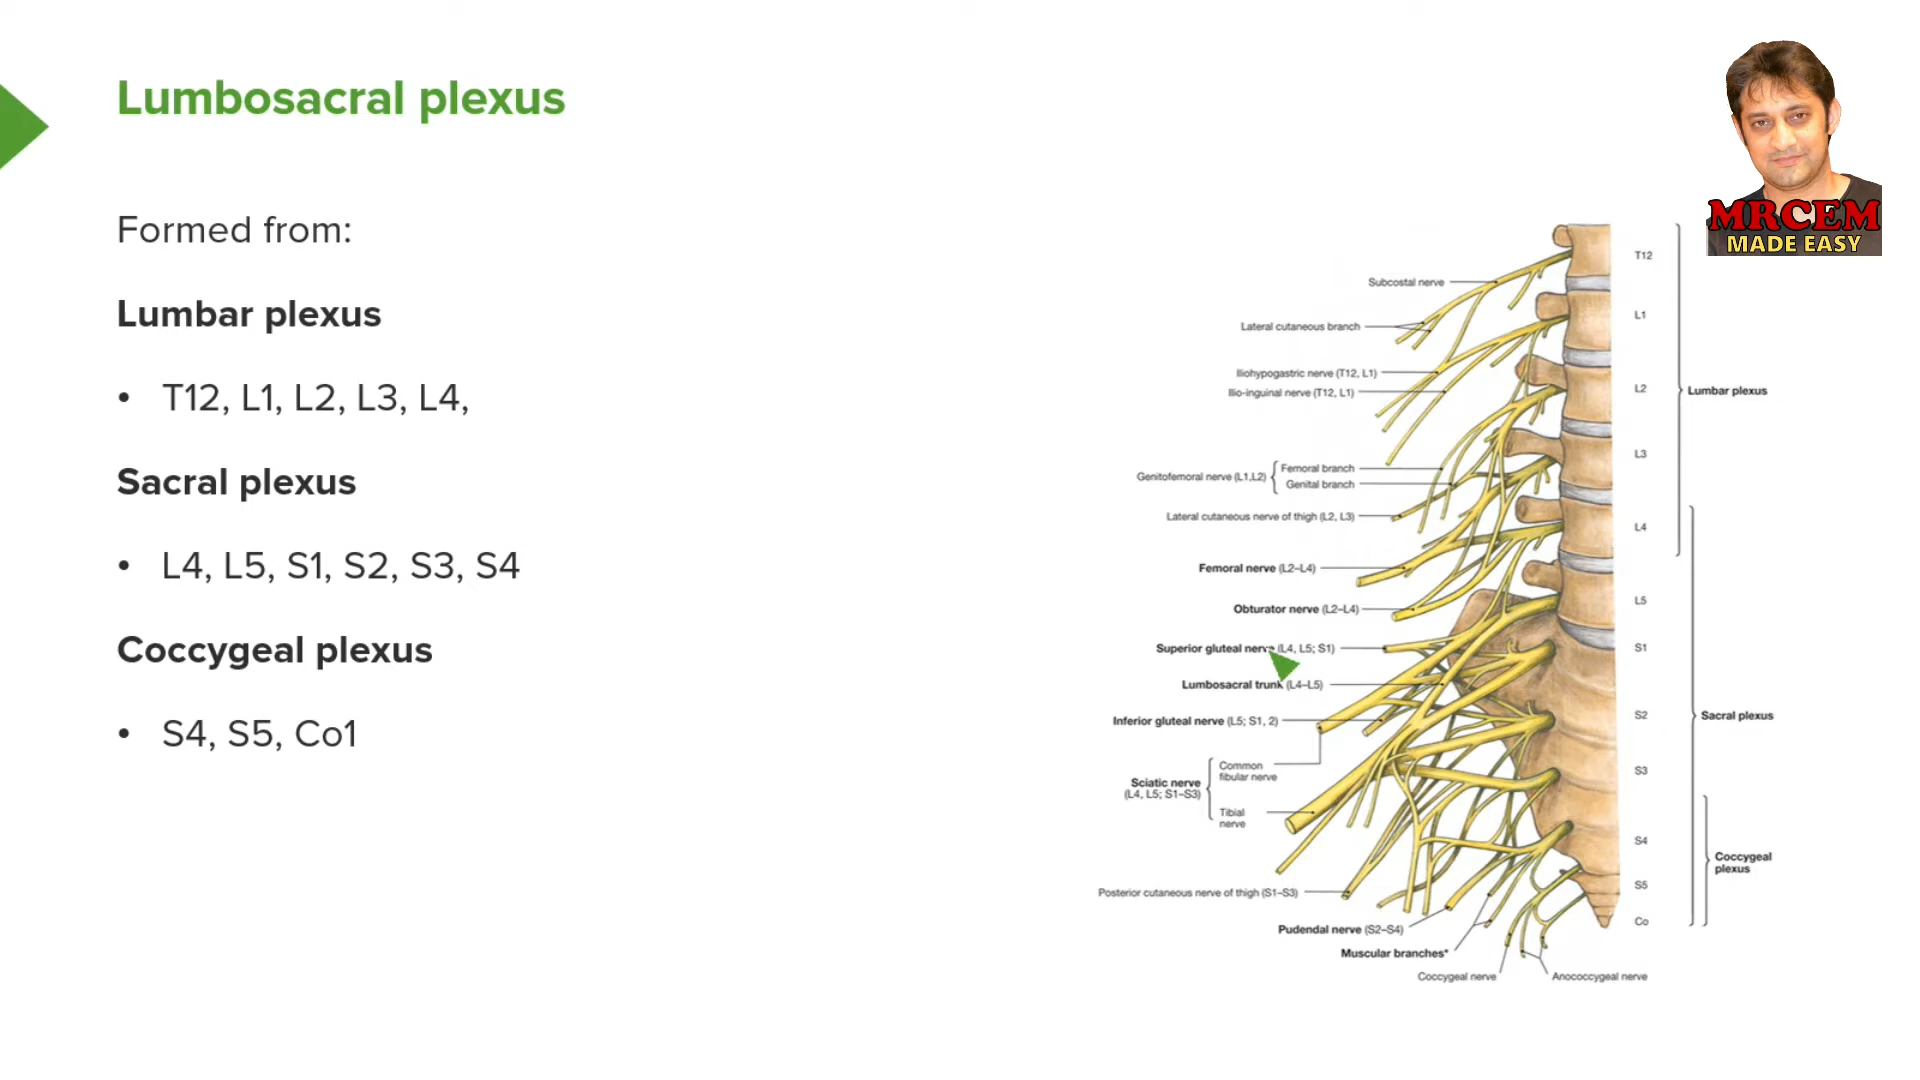 Lumbosacral plexus
Formed from:
Lumbar plexus
• T12, L1, L2, L3, L4,
Sacral plexus
• L4, L5, S1, S2, S3, S4
Coccygeal plexus
• S4, S5, Co1
MRCEM
MADE EASY
Subcostal nerve
Lateral cutaneous branch
Iliohypogastric nerve (T12, L1)
Ilio-inguinal nerve (T12, L1)
Genitofemoral nerve (L1,L2)
Femoral branch
Genital branch
Lateral cutaneous nerve of thigh (L2, L3)
Femoral nerve (L2–L4)
Obturator nerve (L2–L4)
Superior gluteal nerve (L4, L5; S1)
Lumbosacral trunk (L4–L5)
Inferior gluteal nerve (L5; S1, 2)
Sciatic nerve
(L4, L5; S1–S3)
Common
fibular nerve
Tibial
nerve
Posterior cutaneous nerve of thigh (S1–S3)
Pudendal nerve (S2–S4)
Muscular branches*
Coccygeal nerve
Anococcygeal nerve
T12
L1
L2
L3
L4
L5
S1
S2
S3
S4
S5
Co
Lumbar plexus
Sacral plexus
Coccygeal
plexus